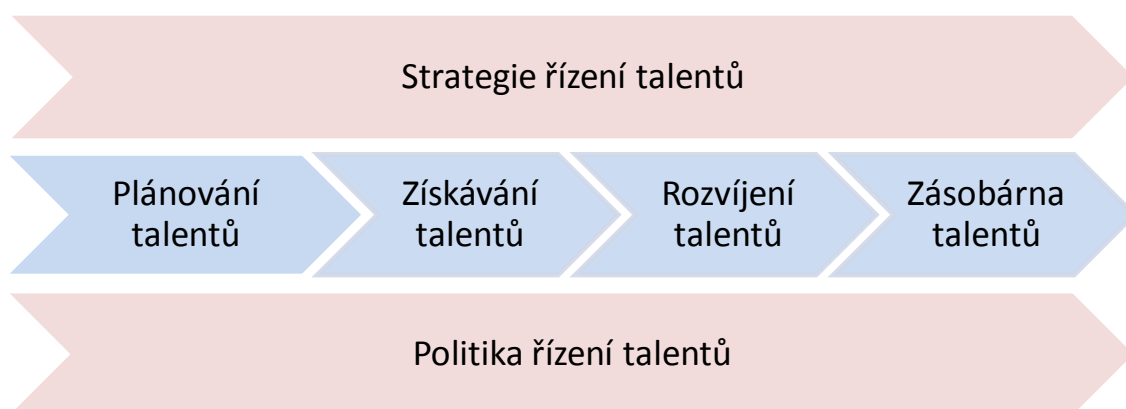 Strategie řízení talentů
Plánování
talentů
Získávání
talentů
Rozvíjení
talentů
Zásobárna
talentů
Politika řízení talentů